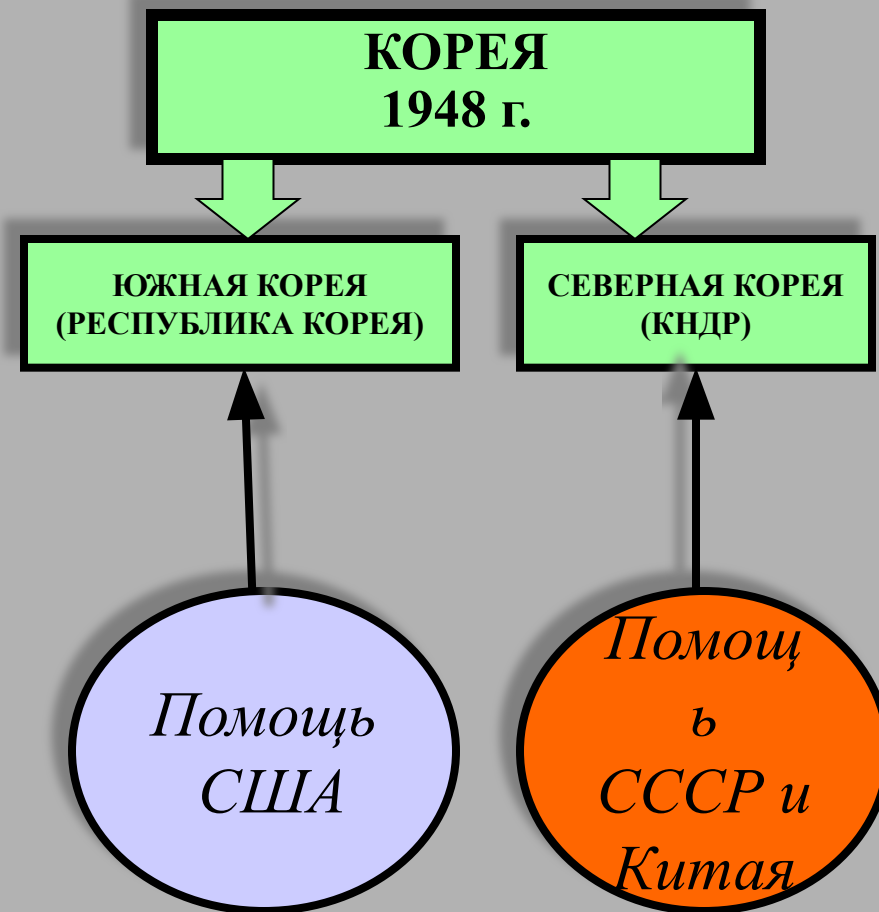 КОРЕЯ
1948 г.
ЮЖНАЯ КОРЕЯ
(РЕСПУБЛИКА КОРЕЯ)
СЕВЕРНАЯ КОРЕЯ
(КНДР)
Помощь
США
Помощ
ь
СССР и
Китая